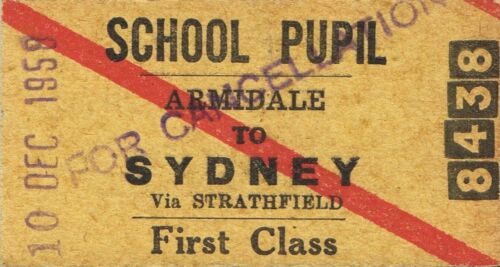 SCHOOL PUPIL
ARMIDALE
TO
SYDNEY
Via STRATHFIELD
First Class
10 DEC 1958
FOR CANCELLATION
8438